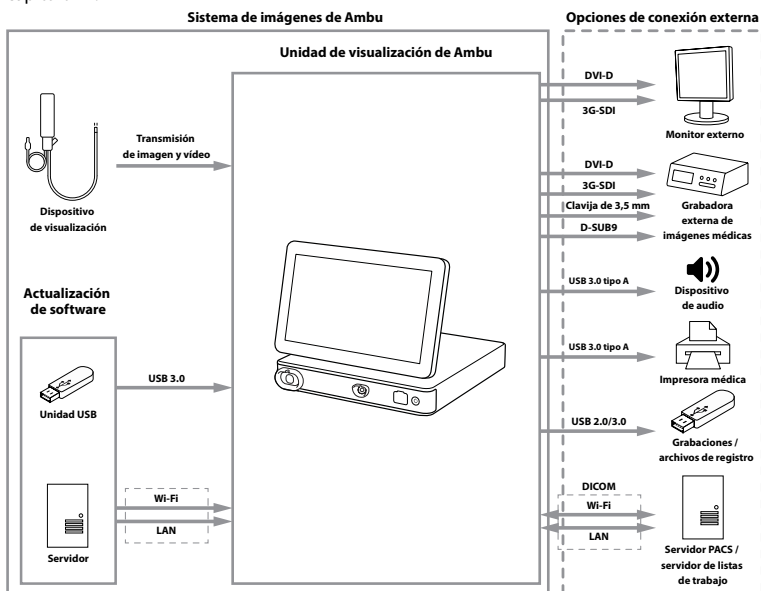 Sistema de imágenes de Ambu
Opciones de conexión externa
Unidad de visualización de Ambu
Transmisión
de imagen y vídeo
Dispositivo
de visualización
Actualización
de software
USB 3.0
Unidad USB
Wi-Fi
LAN
Servidor
DVI-D
3G-SDI
Monitor externo
DVI-D
3G-SDI
Clavija de 3,5 mm
D-SUB9
Grabadora
externa de
imágenes médicas
USB 3.0 tipo A
Dispositivo
de audio
USB 3.0 tipo A
Impresora médica
USB 2.0/3.0
Grabaciones /
archivos de registro
DICOM
Wi-Fi
LAN
Servidor PACS /
servidor de listas
de trabajo